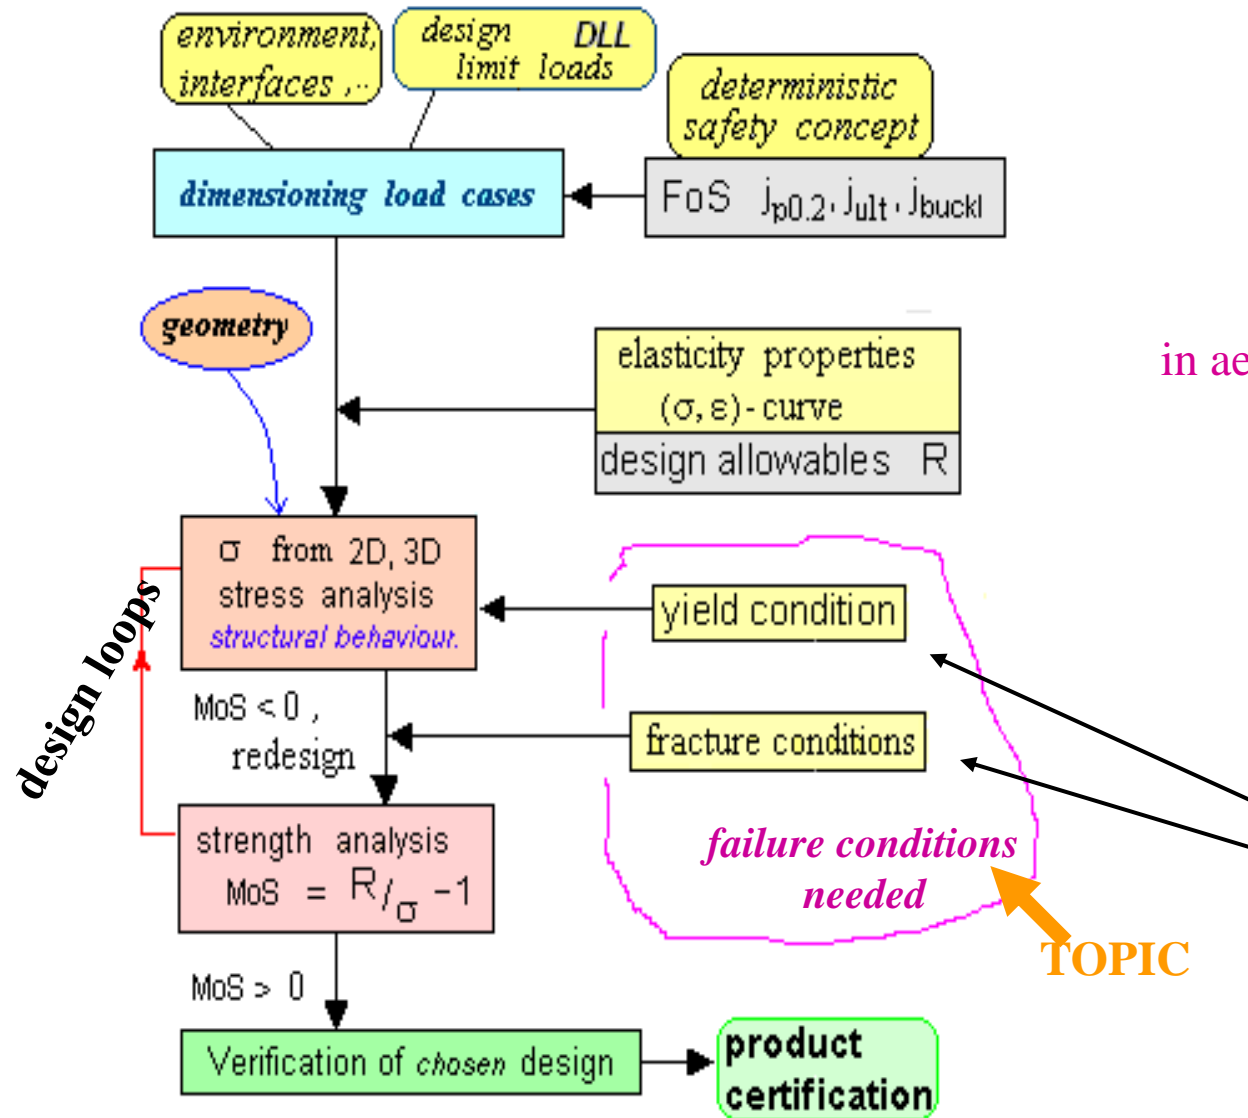 environment,
interfaces ,..
design DLL
limit loads
deterministic
safety concept
dimensioning load cases
FoS jp0.2, jult, jbuckl
geometry
elasticity properties
(σ, ε) - curve
design allowables R
in ae
σ from 2D, 3D
stress analysis
structural behaviour.
yield condition
design loops
MoS < 0 ,
redesign
fracture conditions
strength analysis
MoS = R/σ -1
failure conditions
needed
TOPIC
MoS > 0
Verification of chosen design
product
certification